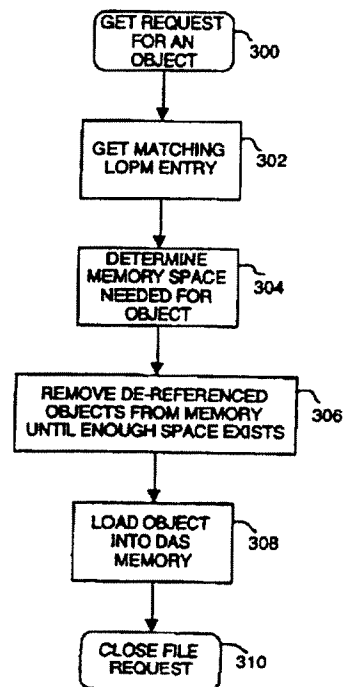 GET REQUEST
FOR AN
OBJECT
300
GET MATCHING
LOPM ENTRY
302
DETERMINE
MEMORY SPACE
NEEDED FOR
OBJECT
304
REMOVE DE-REFERENCED
OBJECTS FROM MEMORY
UNTIL ENOUGH SPACE EXISTS
306
LOAD OBJECT
INTO DAS
MEMORY
308
CLOSE FILE
REQUEST
310